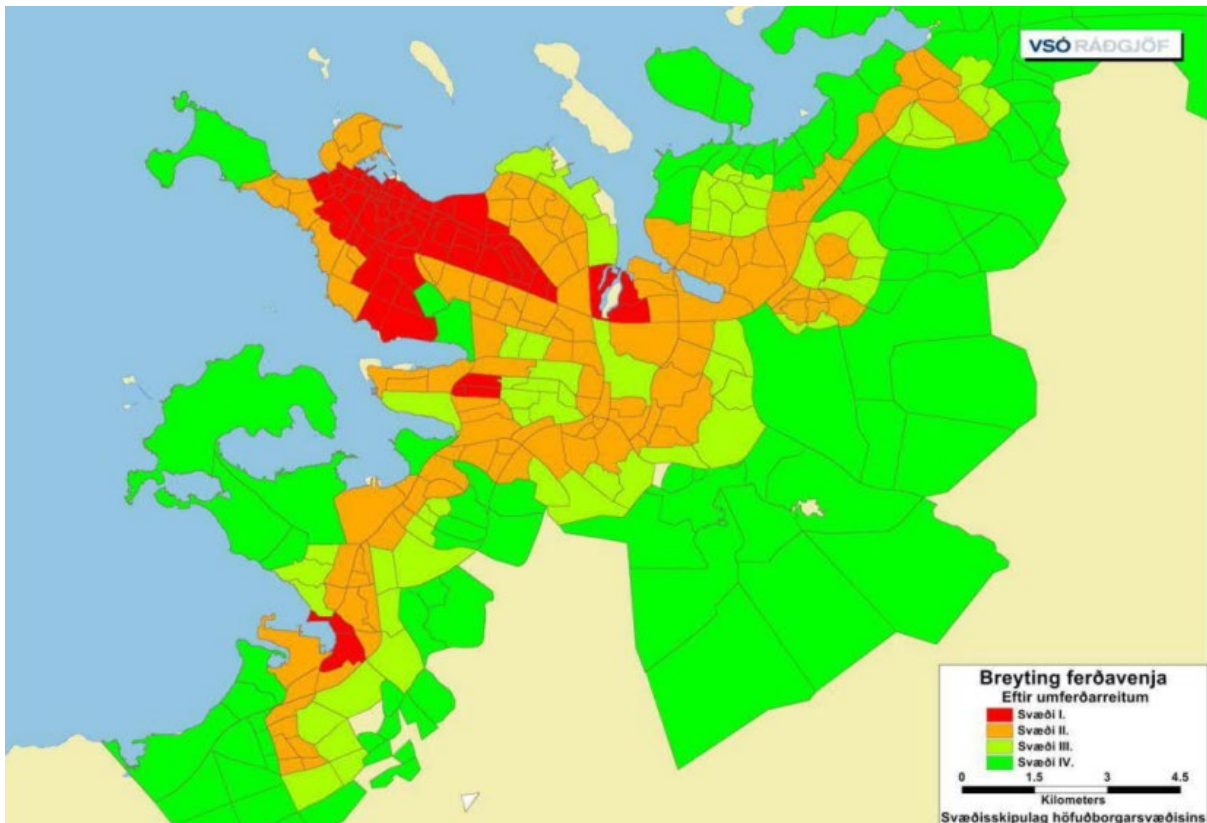 VSÓ RÁÐGJÖF
Breyting ferðavenja
Eftir umferðarreitum
Svæði I.
Svæði II.
Svæði III.
Svæði IV.
0 1.5 3 4.5
Kilometers
Svæðisskipulag höfuðborgarsvæðisins